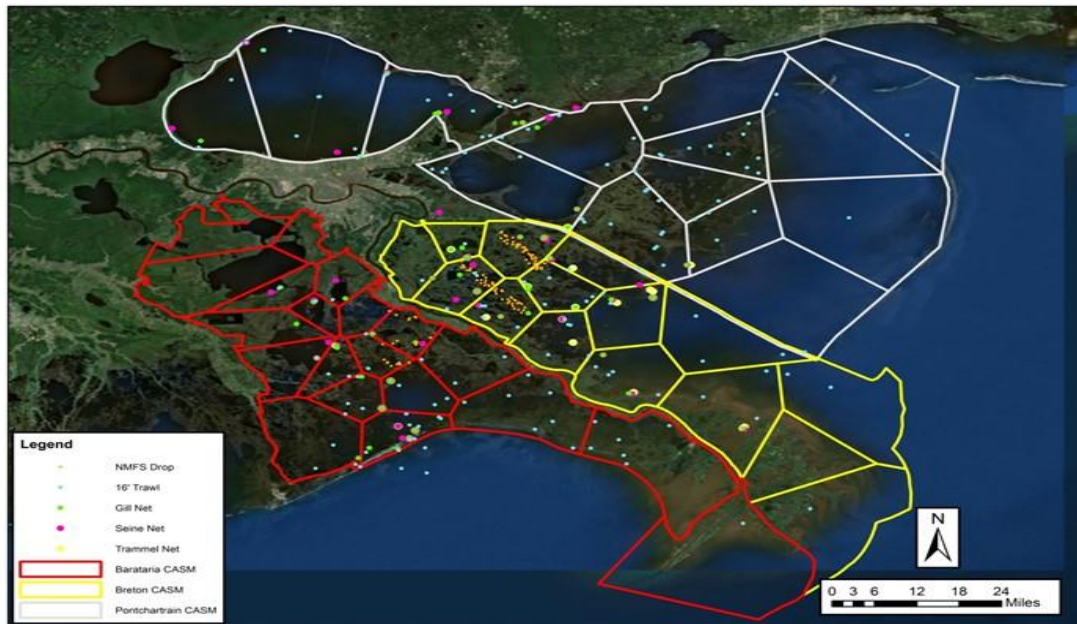 Legend
NMFS Drop
16' Trawl
Gill Net
Seine Net
Trammel Net
Barataria CASM
Breton CASM
Pontchartrain CASM
N
0 3 6 12 18 24
Miles